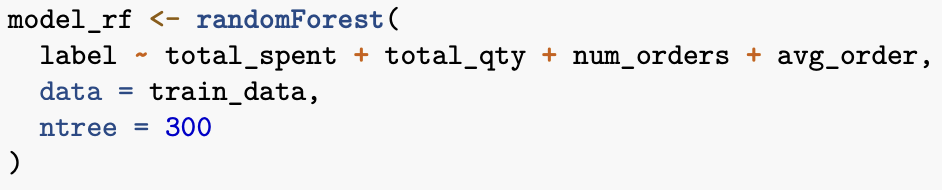 model_rf <- randomForest(
  label ~ total_spent + total_qty + num_orders + avg_order,
  data = train_data,
  ntree = 300
)